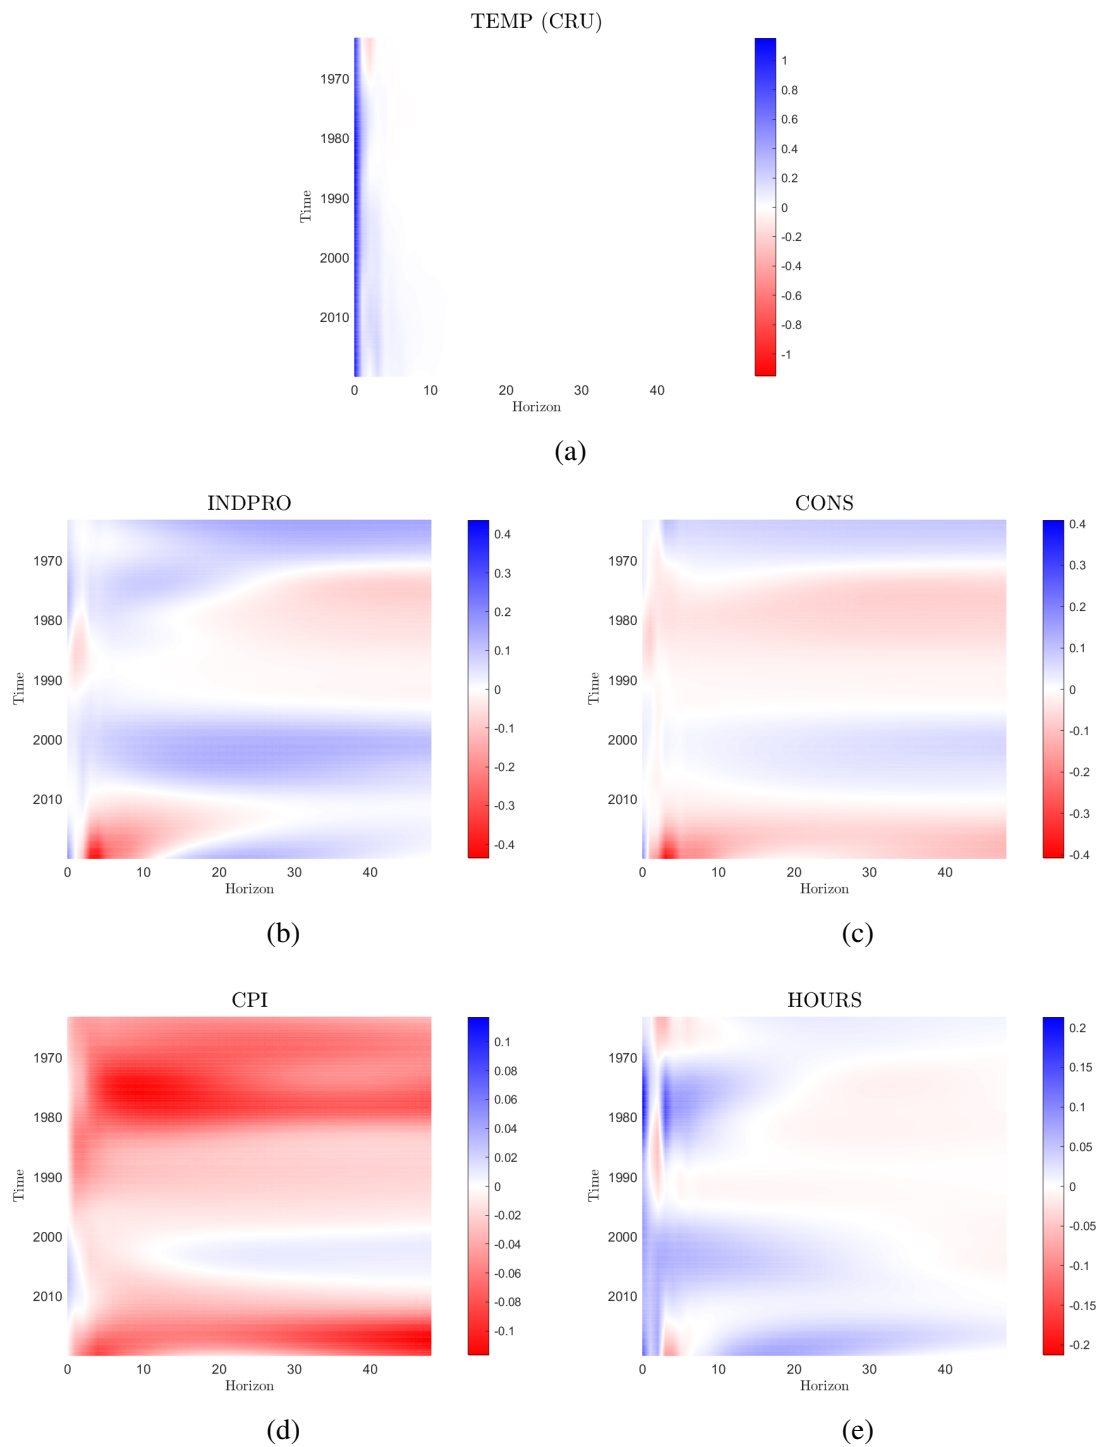 TEMP (CRU)
1970
1980
1990
2000
2010
Time
0 10 20 30 40
Horizon
1
0.8
0.6
0.4
0.2
0
-0.2
-0.4
-0.6
-0.8
-1
(a)
INDPRO
1970
1980
1990
2000
2010
Time
0 10 20 30 40
Horizon
0.4
0.3
0.2
0.1
0
-0.1
-0.2
-0.3
-0.4
(b)
CONS
1970
1980
1990
2000
2010
Time
0 10 20 30 40
Horizon
0.4
0.3
0.2
0.1
0
-0.1
-0.2
-0.3
-0.4
(c)
CPI
1970
1980
1990
2000
2010
Time
0 10 20 30 40
Horizon
0.1
0.08
0.06
0.04
0.02
0
-0.02
-0.04
-0.06
-0.08
-0.1
(d)
HOURS
1970
1980
1990
2000
2010
Time
0 10 20 30 40
Horizon
0.2
0.15
0.1
0.05
0
-0.05
-0.1
-0.15
-0.2
(e)